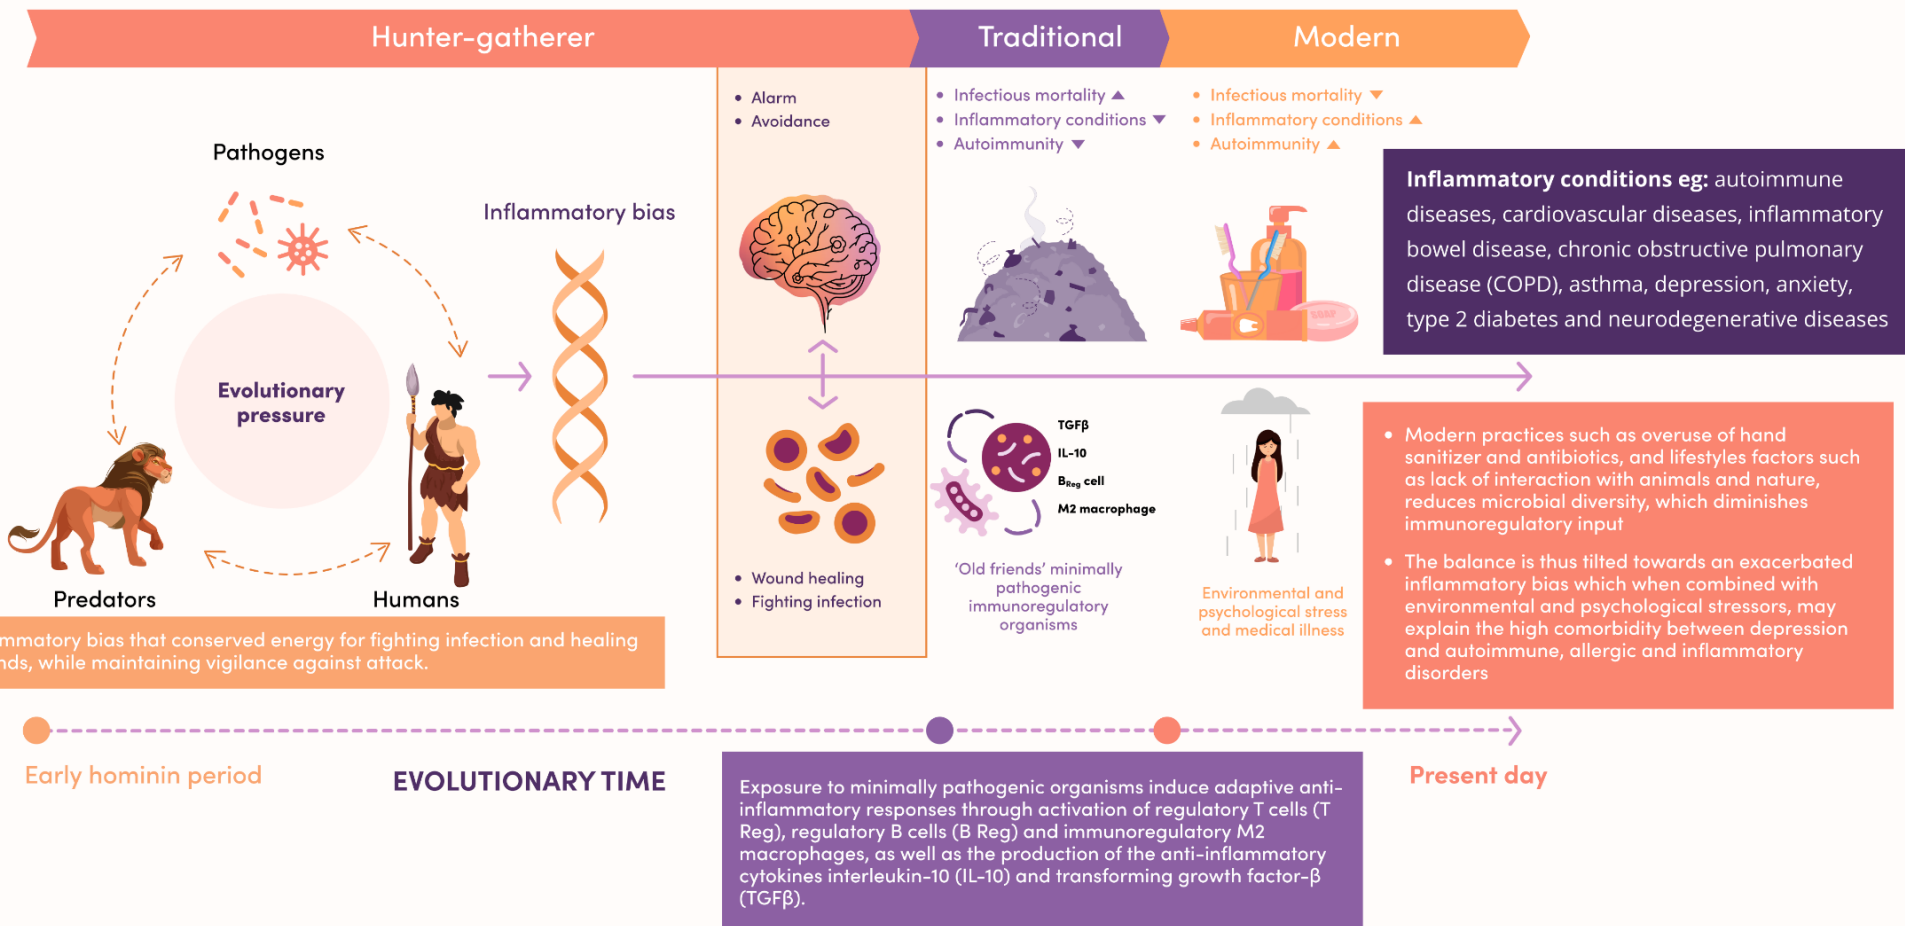 Hunter-gatherer
Traditional
Modern
Alarm
Avoidance
Infectious mortality ▲
Inflammatory conditions ▼
Autoimmunity ▼
Infectious mortality ▼
Inflammatory conditions ▲
Autoimmunity ▲
Pathogens
Inflammatory bias
Evolutionary
pressure
Predators
Humans
Inflammatory conditions eg: autoimmune
diseases, cardiovascular diseases, inflammatory
bowel disease, chronic obstructive pulmonary
disease (COPD), asthma, depression, anxiety,
type 2 diabetes and neurodegenerative diseases
SOAP
TGFβ
IL-10
BReg cell
M2 macrophage
Wound healing
Fighting infection
'Old friends' minimally
pathogenic
immunoregulatory
organisms
Environmental and
psychological stress
and medical illness
Modern practices such as overuse of hand
sanitizer and antibiotics, and lifestyles factors such
as lack of interaction with animals and nature,
reduces microbial diversity, which diminishes
immunoregulatory input
The balance is thus tilted towards an exacerbated
inflammatory bias which when combined with
environmental and psychological stressors, may
explain the high comorbidity between depression
and autoimmune, allergic and inflammatory
disorders
mmatory bias that conserved energy for fighting infection and healing
nds, while maintaining vigilance against attack.
Early hominin period
EVOLUTIONARY TIME
Present day
Exposure to minimally pathogenic organisms induce adaptive anti-
inflammatory responses through activation of regulatory T cells (T
Reg), regulatory B cells (B Reg) and immunoregulatory M2
macrophages, as well as the production of the anti-inflammatory
cytokines interleukin-10 (IL-10) and transforming growth factor-β
(TGFβ).